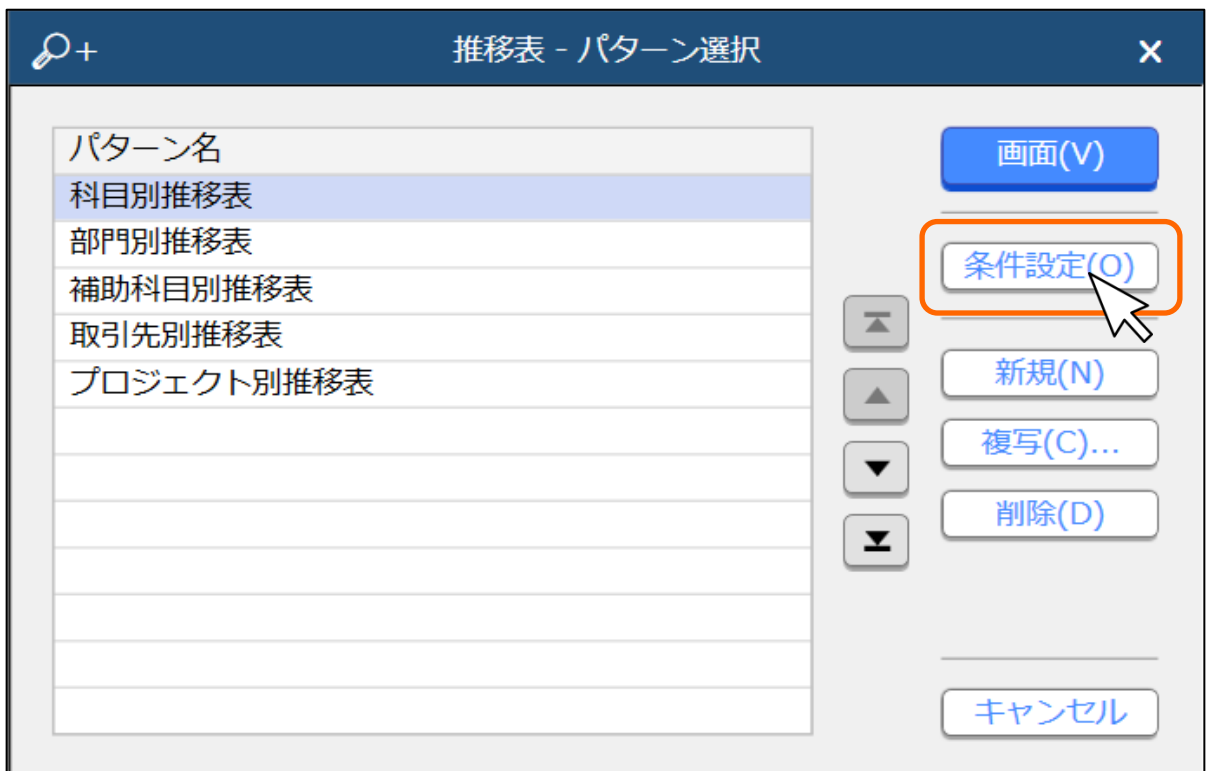 推移表 - パターン選択
パターン名
科目別推移表
部門別推移表
補助科目別推移表
取引先別推移表
プロジェクト別推移表
画面(V)
条件設定(O)
新規(N)
複写(C)...
削除(D)
キャンセル